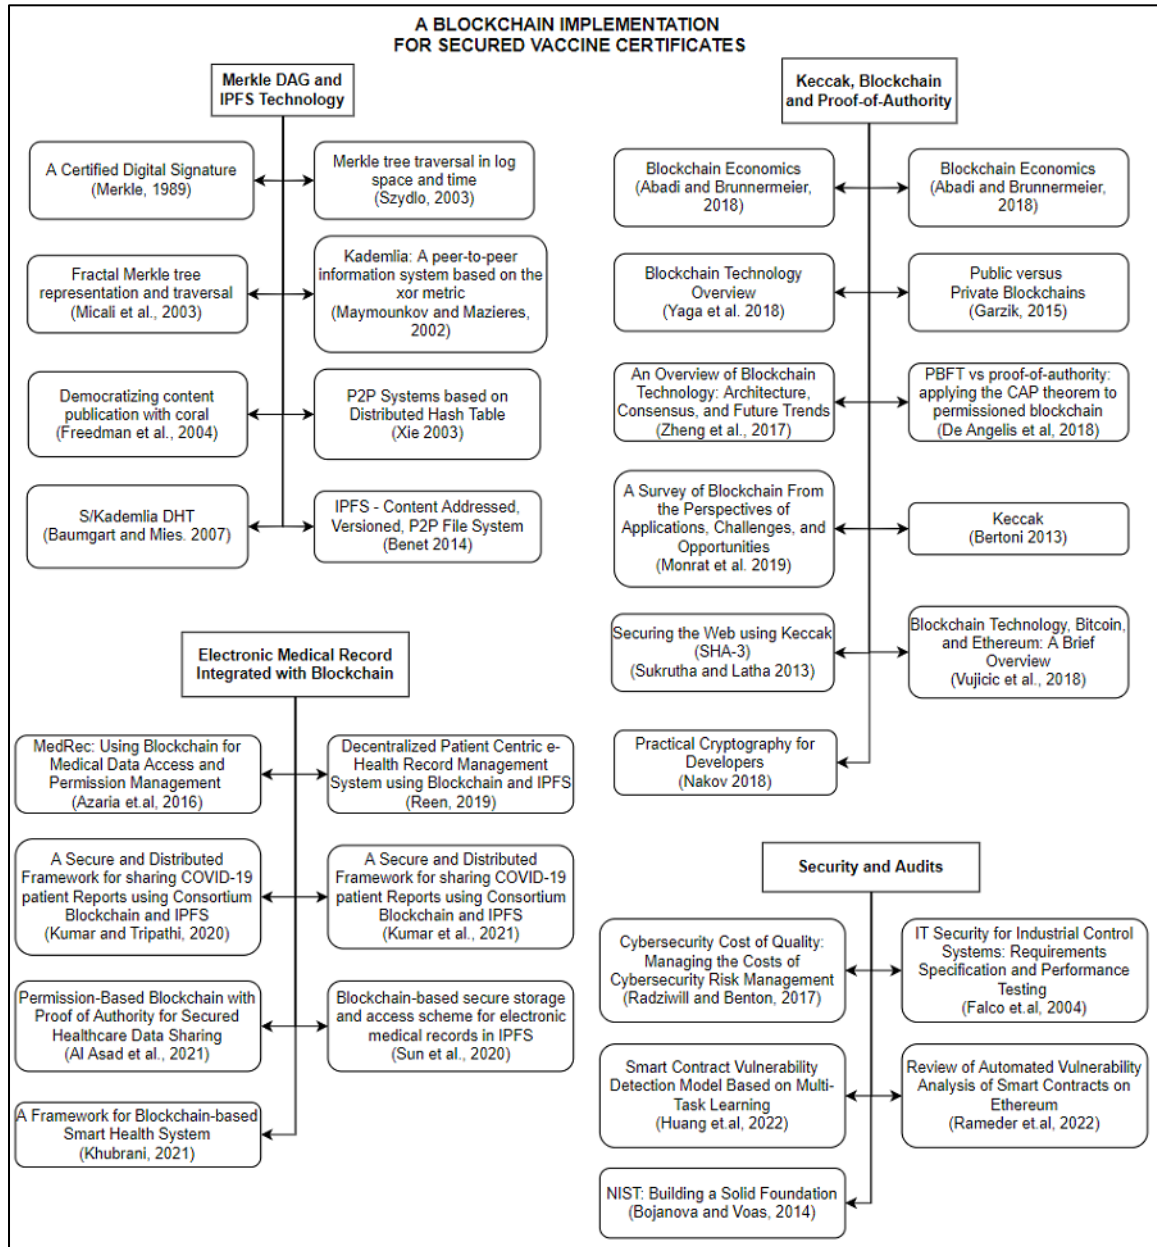 A BLOCKCHAIN IMPLEMENTATION
FOR SECURED VACCINE CERTIFICATES
Merkle DAG and
IPFS Technology
A Certified Digital Signature
(Merkle, 1989)
Merkle tree traversal in log
space and time
(Szydlo, 2003)
Fractal Merkle tree
representation and traversal
(Micali et al., 2003)
Kademlia: A peer-to-peer
information system based on the
xor metric
(Maymounkov and Mazieres,
2002)
Democratizing content
publication with coral
(Freedman et al., 2004)
P2P Systems based on
Distributed Hash Table
(Xie 2003)
S/Kademlia DHT
(Baumgart and Mies. 2007)
IPFS - Content Addressed,
Versioned, P2P File System
(Benet 2014)
Keccak, Blockchain
and Proof-of-Authority
Blockchain Economics
(Abadi and Brunnermeier,
2018)
Blockchain Economics
(Abadi and Brunnermeier,
2018)
Blockchain Technology
Overview
(Yaga et al. 2018)
Public versus
Private Blockchains
(Garzik, 2015)
An Overview of Blockchain
Technology: Architecture,
Consensus, and Future Trends
(Zheng et al., 2017)
PBFT vs proof-of-authority:
applying the CAP theorem to
permissioned blockchain
(De Angelis et al, 2018)
A Survey of Blockchain From
the Perspectives of
Applications, Challenges, and
Opportunities
(Monrat et al. 2019)
Keccak
(Bertoni 2013)
Securing the Web using Keccak
(SHA-3)
(Sukrutha and Latha 2013)
Blockchain Technology, Bitcoin,
and Ethereum: A Brief
Overview
(Vujicic et al., 2018)
Practical Cryptography for
Developers
(Nakov 2018)
Electronic Medical Record
Integrated with Blockchain
MedRec: Using Blockchain for
Medical Data Access and
Permission Management
(Azaria et.al, 2016)
Decentralized Patient Centric e-
Health Record Management
System using Blockchain and IPFS
(Reen, 2019)
A Secure and Distributed
Framework for sharing COVID-19
patient Reports using Consortium
Blockchain and IPFS
(Kumar and Tripathi, 2020)
A Secure and Distributed
Framework for sharing COVID-19
patient Reports using Consortium
Blockchain and IPFS
(Kumar et al., 2021)
Permission-Based Blockchain with
Proof of Authority for Secured
Healthcare Data Sharing
(Al Asad et al., 2021)
Blockchain-based secure storage
and access scheme for electronic
medical records in IPFS
(Sun et al., 2020)
A Framework for Blockchain-based
Smart Health System
(Khubrani, 2021)
Security and Audits
Cybersecurity Cost of Quality:
Managing the Costs of
Cybersecurity Risk Management
(Radziwill and Benton, 2017)
IT Security for Industrial Control
Systems: Requirements
Specification and Performance
Testing
(Falco et.al, 2004)
Smart Contract Vulnerability
Detection Model Based on Multi-
Task Learning
(Huang et.al, 2022)
Review of Automated Vulnerability
Analysis of Smart Contracts on
Ethereum
(Rameder et.al, 2022)
NIST: Building a Solid Foundation
(Bojanova and Voas, 2014)